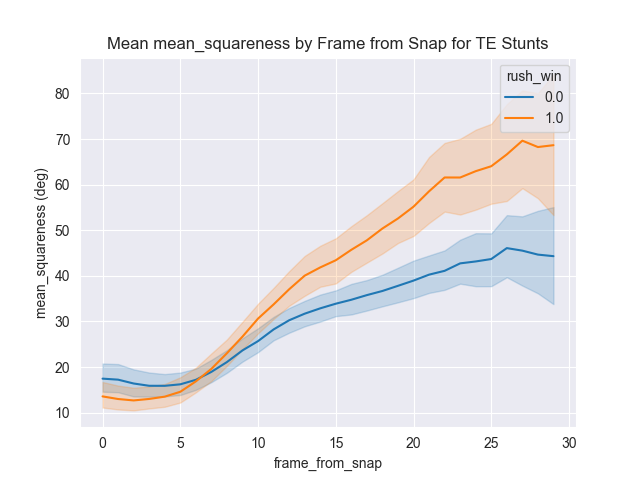 Mean mean_squareness by Frame from Snap for TE Stunts
rush_win
0.0
1.0
mean_squareness (deg)
80
70
60
50
40
30
20
10
0 5 10 15 20 25 30
frame_from_snap